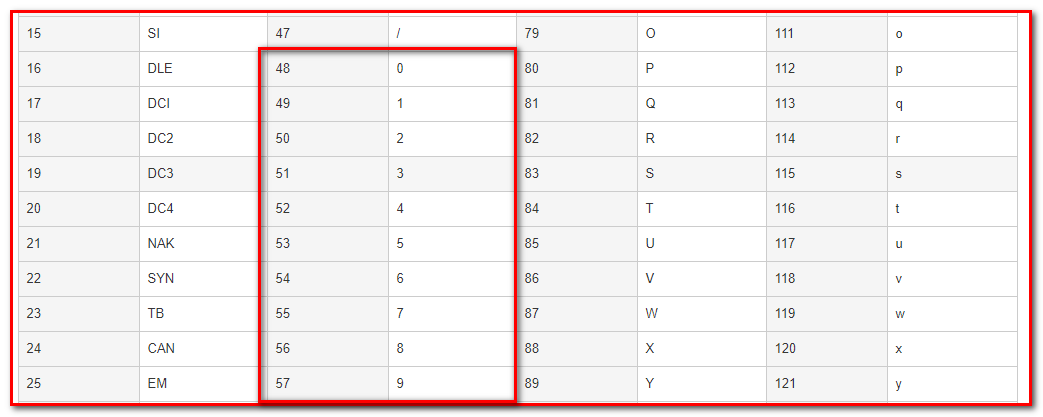 15 SI 47 / 79 O 111 o
16 DLE 48 0 80 P 112 p
17 DCI 49 1 81 Q 113 q
18 DC2 50 2 82 R 114 r
19 DC3 51 3 83 S 115 s
20 DC4 52 4 84 T 116 t
21 NAK 53 5 85 U 117 u
22 SYN 54 6 86 V 118 v
23 TB 55 7 87 W 119 w
24 CAN 56 8 88 X 120 x
25 EM 57 9 89 Y 121 y